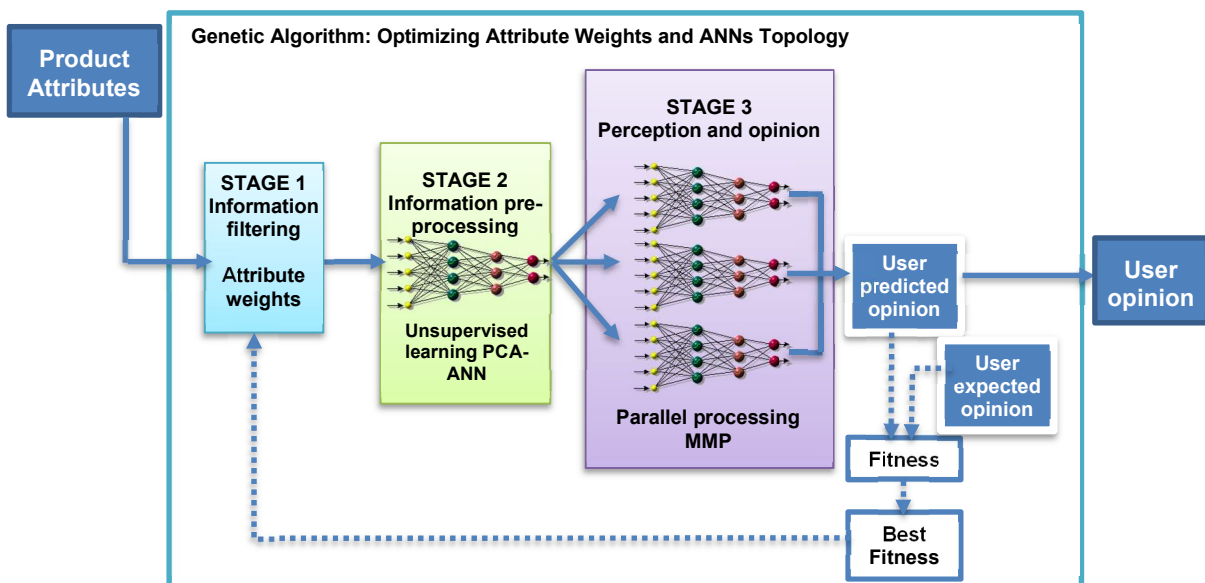 Genetic Algorithm: Optimizing Attribute Weights and ANNs Topology
Product
Attributes
STAGE 1
Information
filtering
Attribute
weights
STAGE 2
Information pre-
processing
Unsupervised
learning PCA-
ANN
STAGE 3
Perception and opinion
Parallel processing
MMP
User
predicted
opinion
User
opinion
User
expected
opinion
Fitness
Best
Fitness